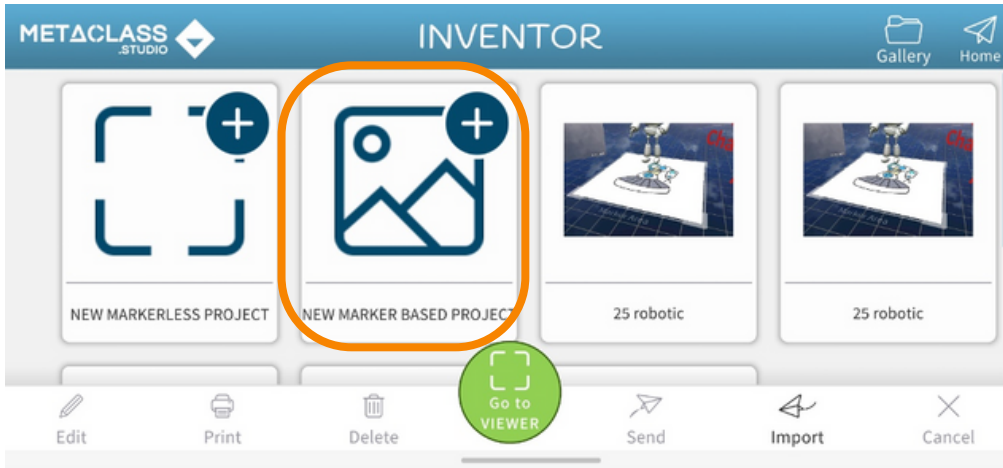 METACLASS
.STUDIO
INVENTOR
Gallery
Home
NEW MARKERLESS PROJECT
NEW MARKER BASED PROJECT
25 robotic
25 robotic
Edit
Print
Delete
Go to
VIEWER
Send
Import
Cancel